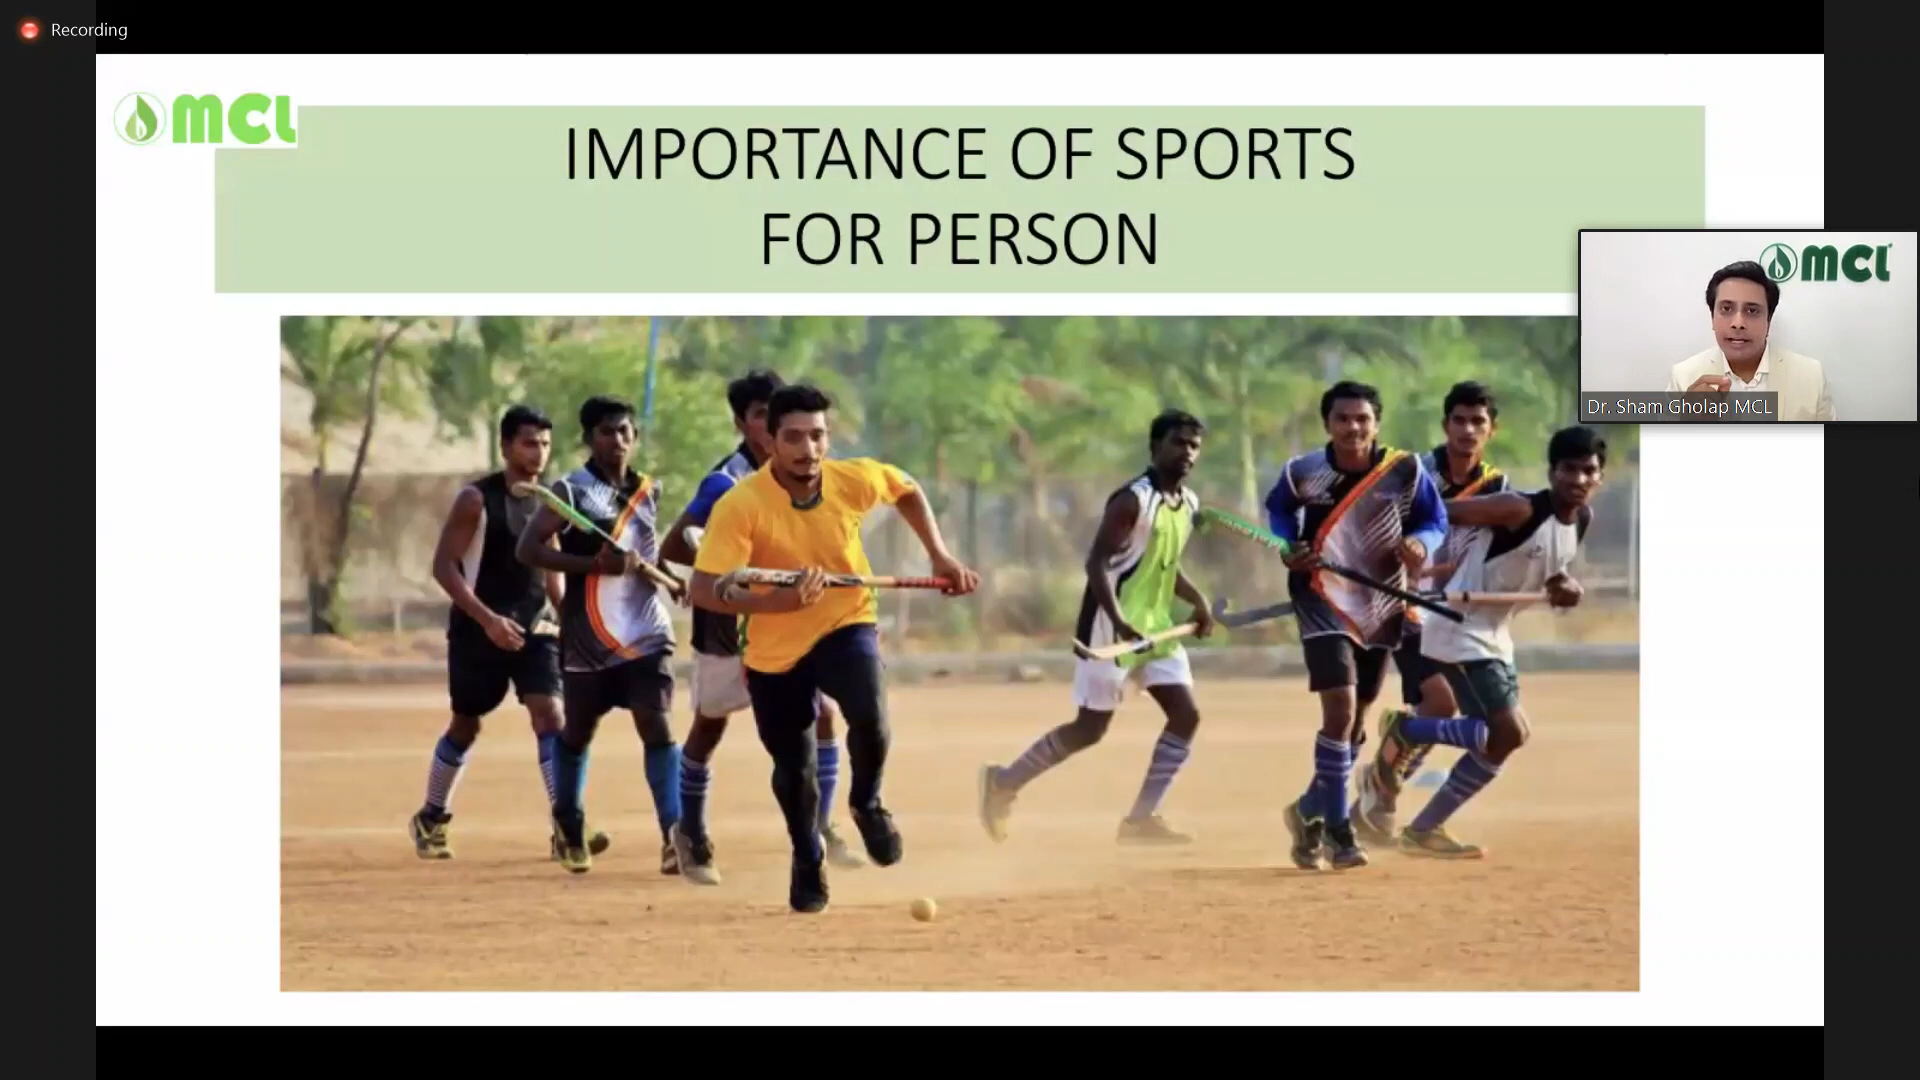 Recording
MCL
IMPORTANCE OF SPORTS
FOR PERSON
MCL
Dr. Sham Gholap MCL